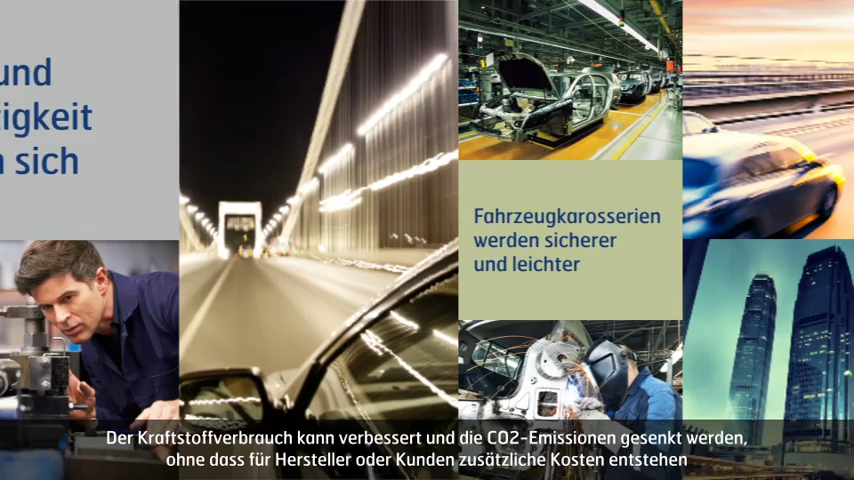 und
tigkeit
n sich
Fahrzeugkarosserien
werden sicherer
und leichter
Der Kraftstoffverbrauch kann verbessert und die CO2-Emissionen gesenkt werden,
ohne dass für Hersteller oder Kunden zusätzliche Kosten entstehen